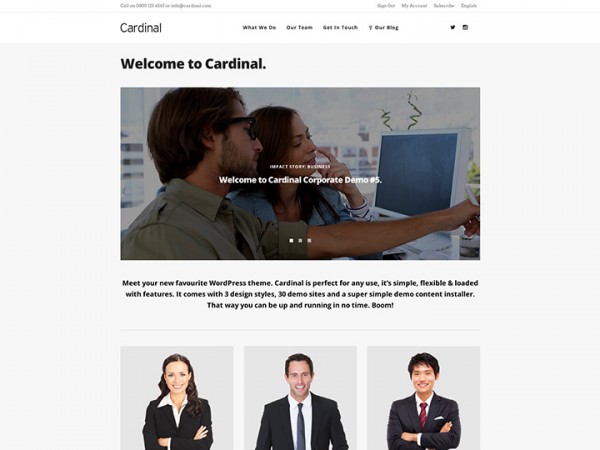 Call us 0800 123 4567 or info@cardinal.com
Sign Out My Account Subscribe English
Cardinal
What We Do Our Team Get In Touch Our Blog
Welcome to Cardinal.
IMPACT STORY: BUSINESS
Welcome to Cardinal Corporate Demo #5.
Meet your new favourite WordPress theme. Cardinal is perfect for any use, it's simple, flexible & loaded
with features. It comes with 3 design styles, 30 demo sites and a super simple demo content installer.
That way you can be up and running in no time. Boom!